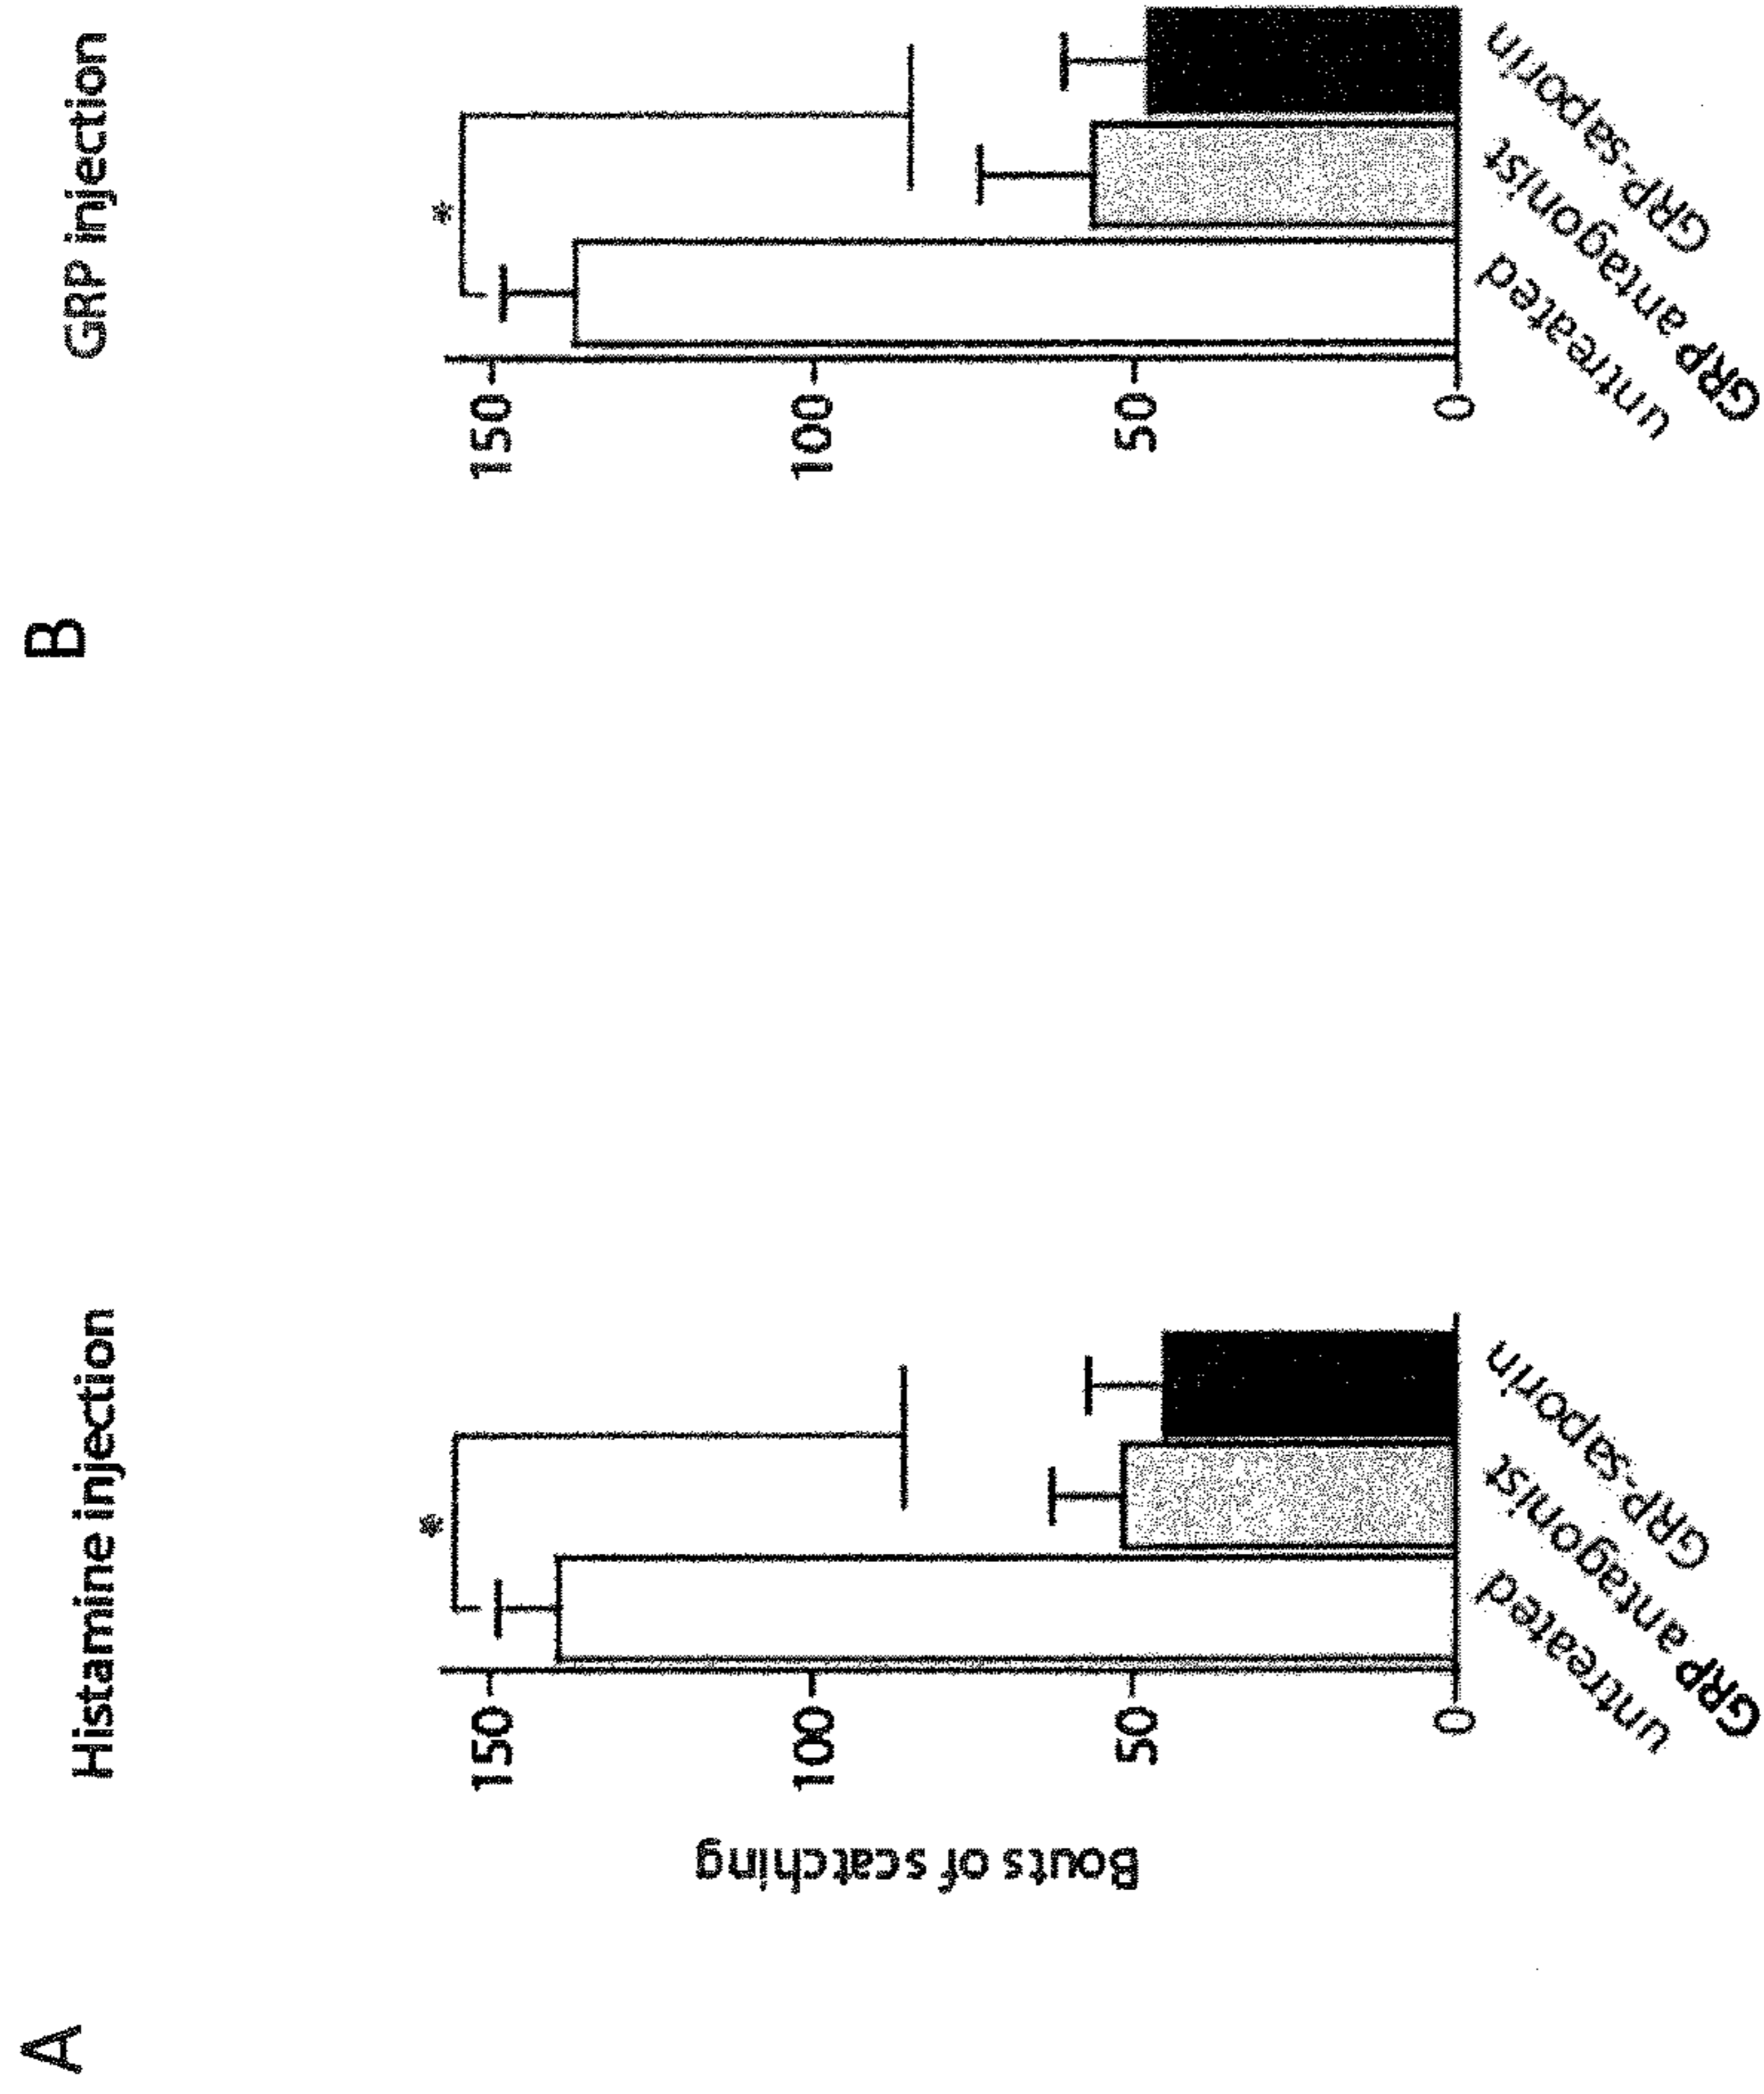 A
Histamine injection
Bouts of scatching
*
150
100
50
0
untreated
GRP antagonist
GRP-saporin
B
GRP injection
*
150
100
50
0
untreated
GRP antagonist
GRP-saporin